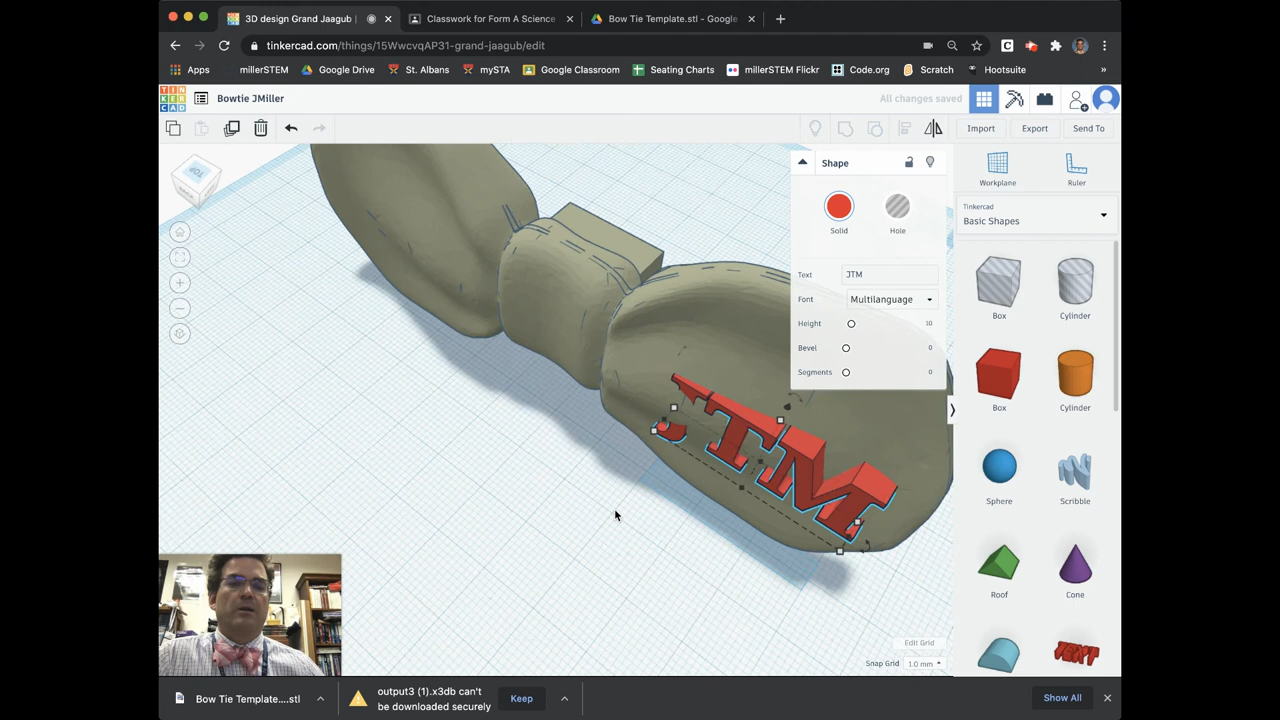 3D design Grand Jaagub
Classwork for Form A Science
Bow Tie Template.stl - Google
tinkercad.com/things/15WwcvqAP31-grand-jaagub/edit
Apps
millerSTEM
Google Drive
St. Albans
mySTA
Google Classroom
Seating Charts
millerSTEM Flickr
Code.org
Scratch
Hootsuite
»
TIN
KER
CAD
Bowtie JMiller
All changes saved
Import
Export
Send To
TOP
Shape
Solid
Hole
Text
JTM
Font
Multilanguage
Height
10
Bevel
0
Segments
0
Workplane
Ruler
Tinkercad
Basic Shapes
Box
Cylinder
Box
Cylinder
Sphere
Scribble
Roof
Cone
TEXT
JTM
Edit Grid
Snap Grid
1.0 mm
Bow Tie Template....stl
output3 (1).x3db can't
be downloaded securely
Keep
Show All